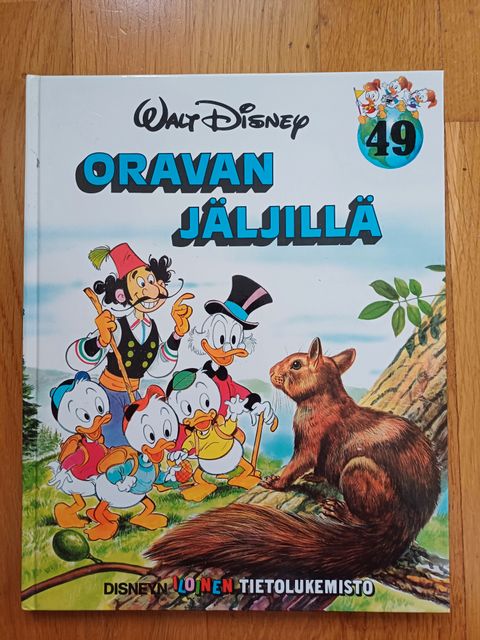 WALT DISNEY
49
ORAVAN
JÄLJILLÄ
DISNEYN ILOINEN TIETOLUKEMISTO